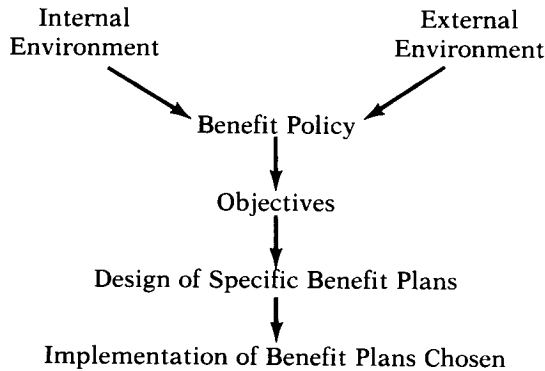 Internal
Environment
External
Environment
Benefit Policy
Objectives
Design of Specific Benefit Plans
Implementation of Benefit Plans Chosen